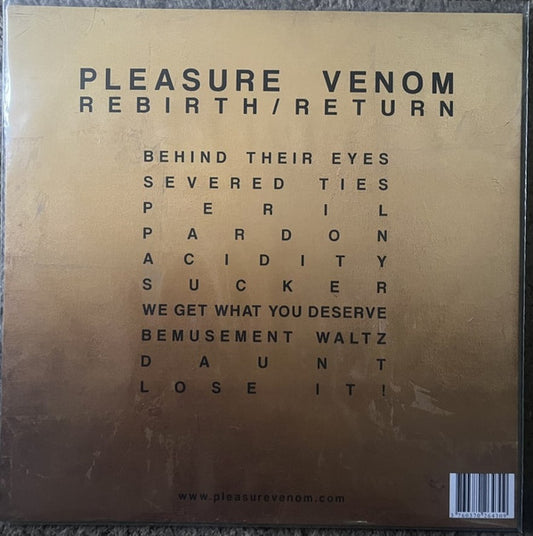 PLEASURE VENOM
REBIRTH/RETURN
BEHIND THEIR EYES
SEVERED TIES
PERIL
PARDON
ACIDITY
SUCKER
WE GET WHAT YOU DESERVE
BEMUSEMENT WALTZ
DAUNT
LOSE IT!
www.pleasurevenom.com